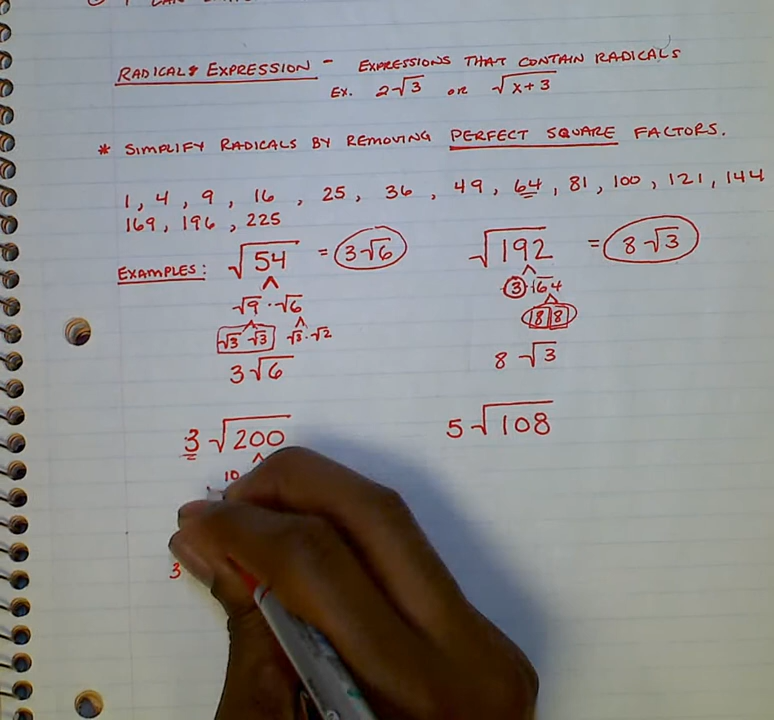 RADICAL EXPRESSION - EXPRESSIONS THAT CONTAIN RADICALS
EX. 2√3 OR √x+3
* SIMPLIFY RADICALS BY REMOVING PERFECT SQUARE FACTORS.
1, 4, 9, 16, 25, 36, 49, 64, 81, 100, 121, 144
169, 196, 225
EXAMPLES: √54 = 3√6 √192 = 8√3
√9 · √6 3 · 64
√3 √3 √3 · √2 8 8
3√6 8√3
3√200 5√108
10
3